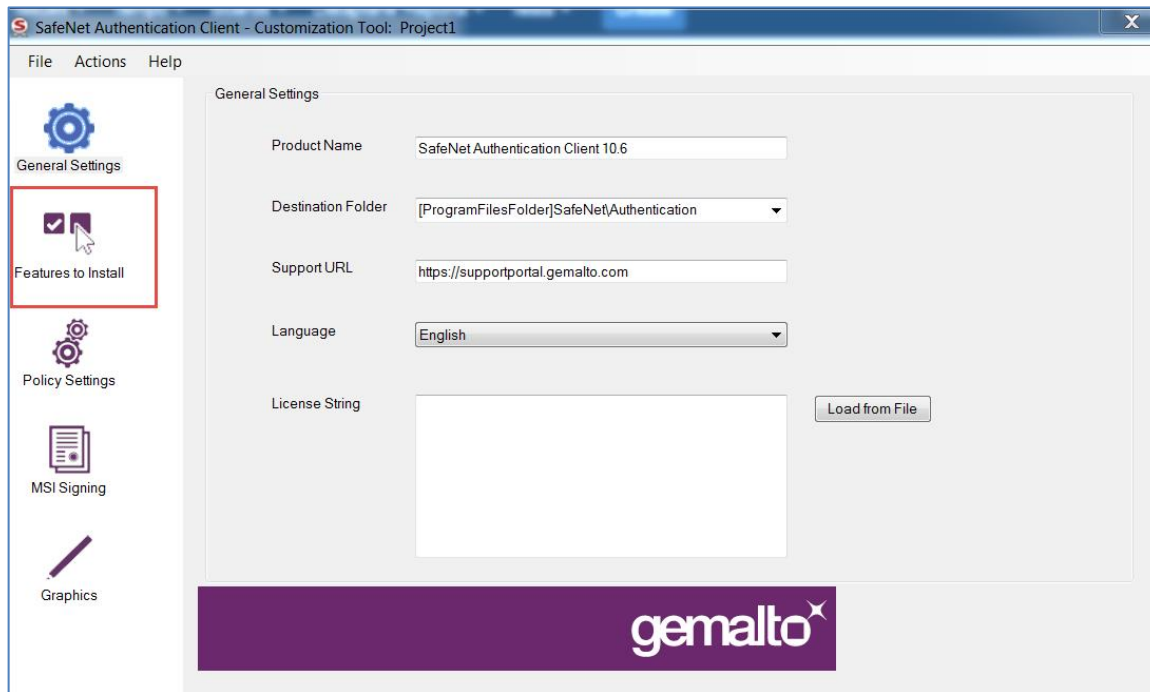 SafeNet Authentication Client - Customization Tool: Project1
X
File Actions Help
General Settings
Features to Install
Policy Settings
MSI Signing
Graphics
General Settings
Product Name
SafeNet Authentication Client 10.6
Destination Folder
[ProgramFilesFolder]SafeNet\Authentication
Support URL
https://supportportal.gemalto.com
Language
English
License String
Load from File
gemalto